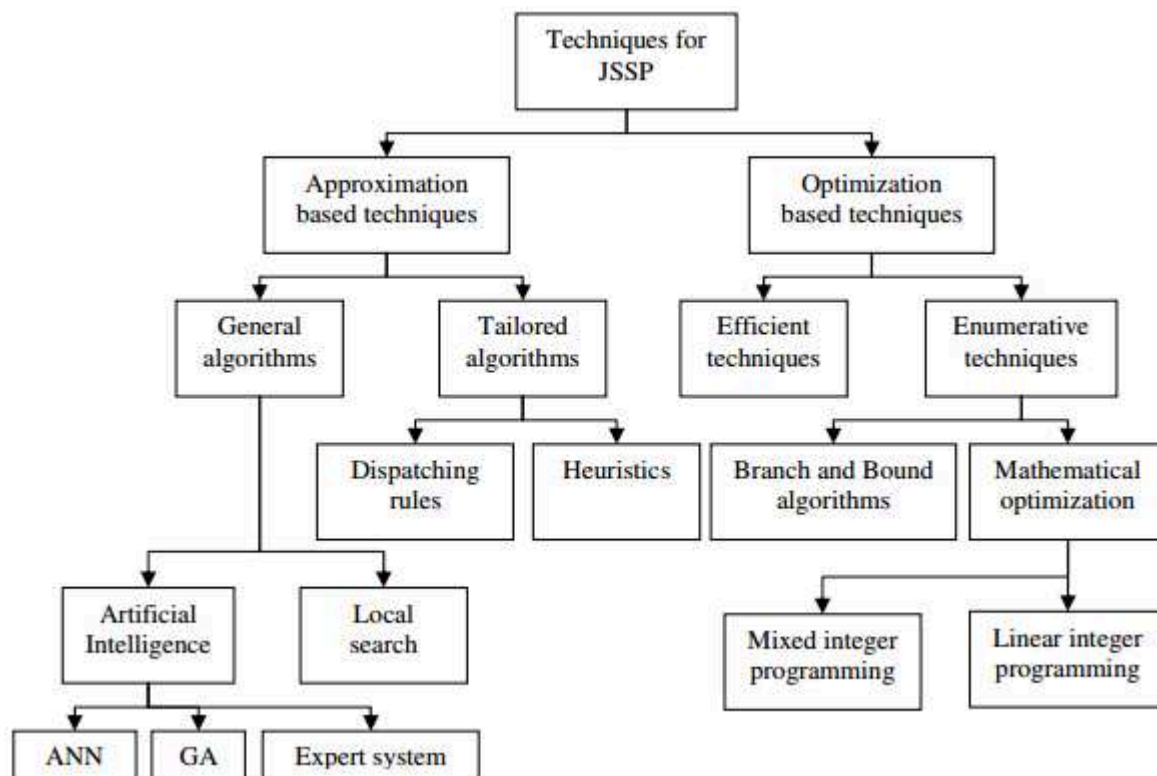 Techniques for
JSSP
Approximation
based techniques
Optimization
based techniques
General
algorithms
Tailored
algorithms
Efficient
techniques
Enumerative
techniques
Dispatching
rules
Heuristics
Branch and Bound
algorithms
Mathematical
optimization
Artificial
Intelligence
Local
search
Mixed integer
programming
Linear integer
programming
ANN
GA
Expert system